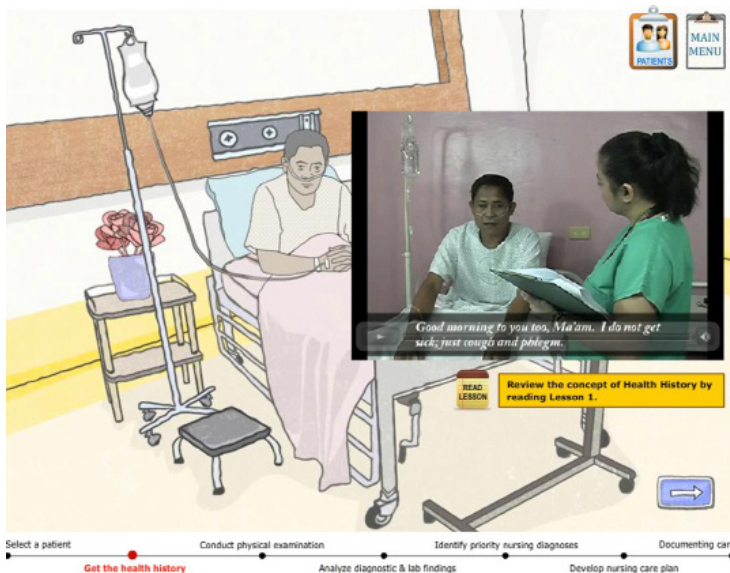 PATIENTS
MAIN
MENU
Good morning to you too, Ma'am. I do not get
sick; just cough and phlegm.
READ
LESSON
Review the concept of Health History by
reading Lesson 1.
Select a patient
Conduct physical examination
Identify priority nursing diagnoses
Documenting car
Get the health history
Analyze diagnostic & lab findings
Develop nursing care plan